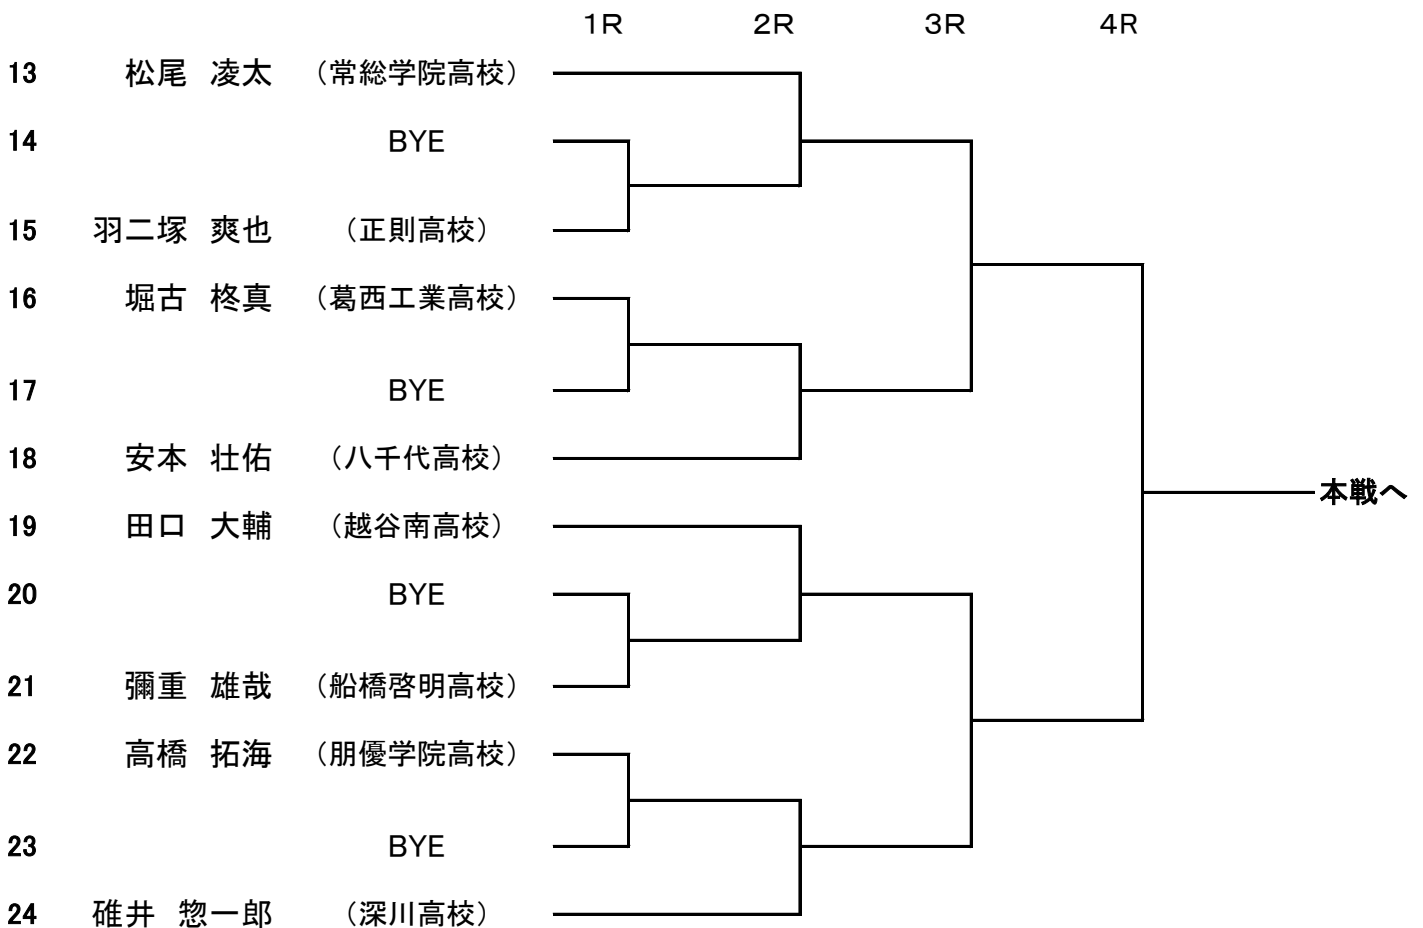 1R 2R 3R 4R
13 松尾 凌太 （常総学院高校）
14 BYE
15 羽二塚 爽也 （正則高校）
16 堀古 柊真 （葛西工業高校）
17 BYE
18 安本 壮佑 （八千代高校）
本戦へ
19 田口 大輔 （越谷南高校）
20 BYE
21 彌重 雄哉 （船橋啓明高校）
22 高橋 拓海 （朋優学院高校）
23 BYE
24 碓井 惣一郎 （深川高校）